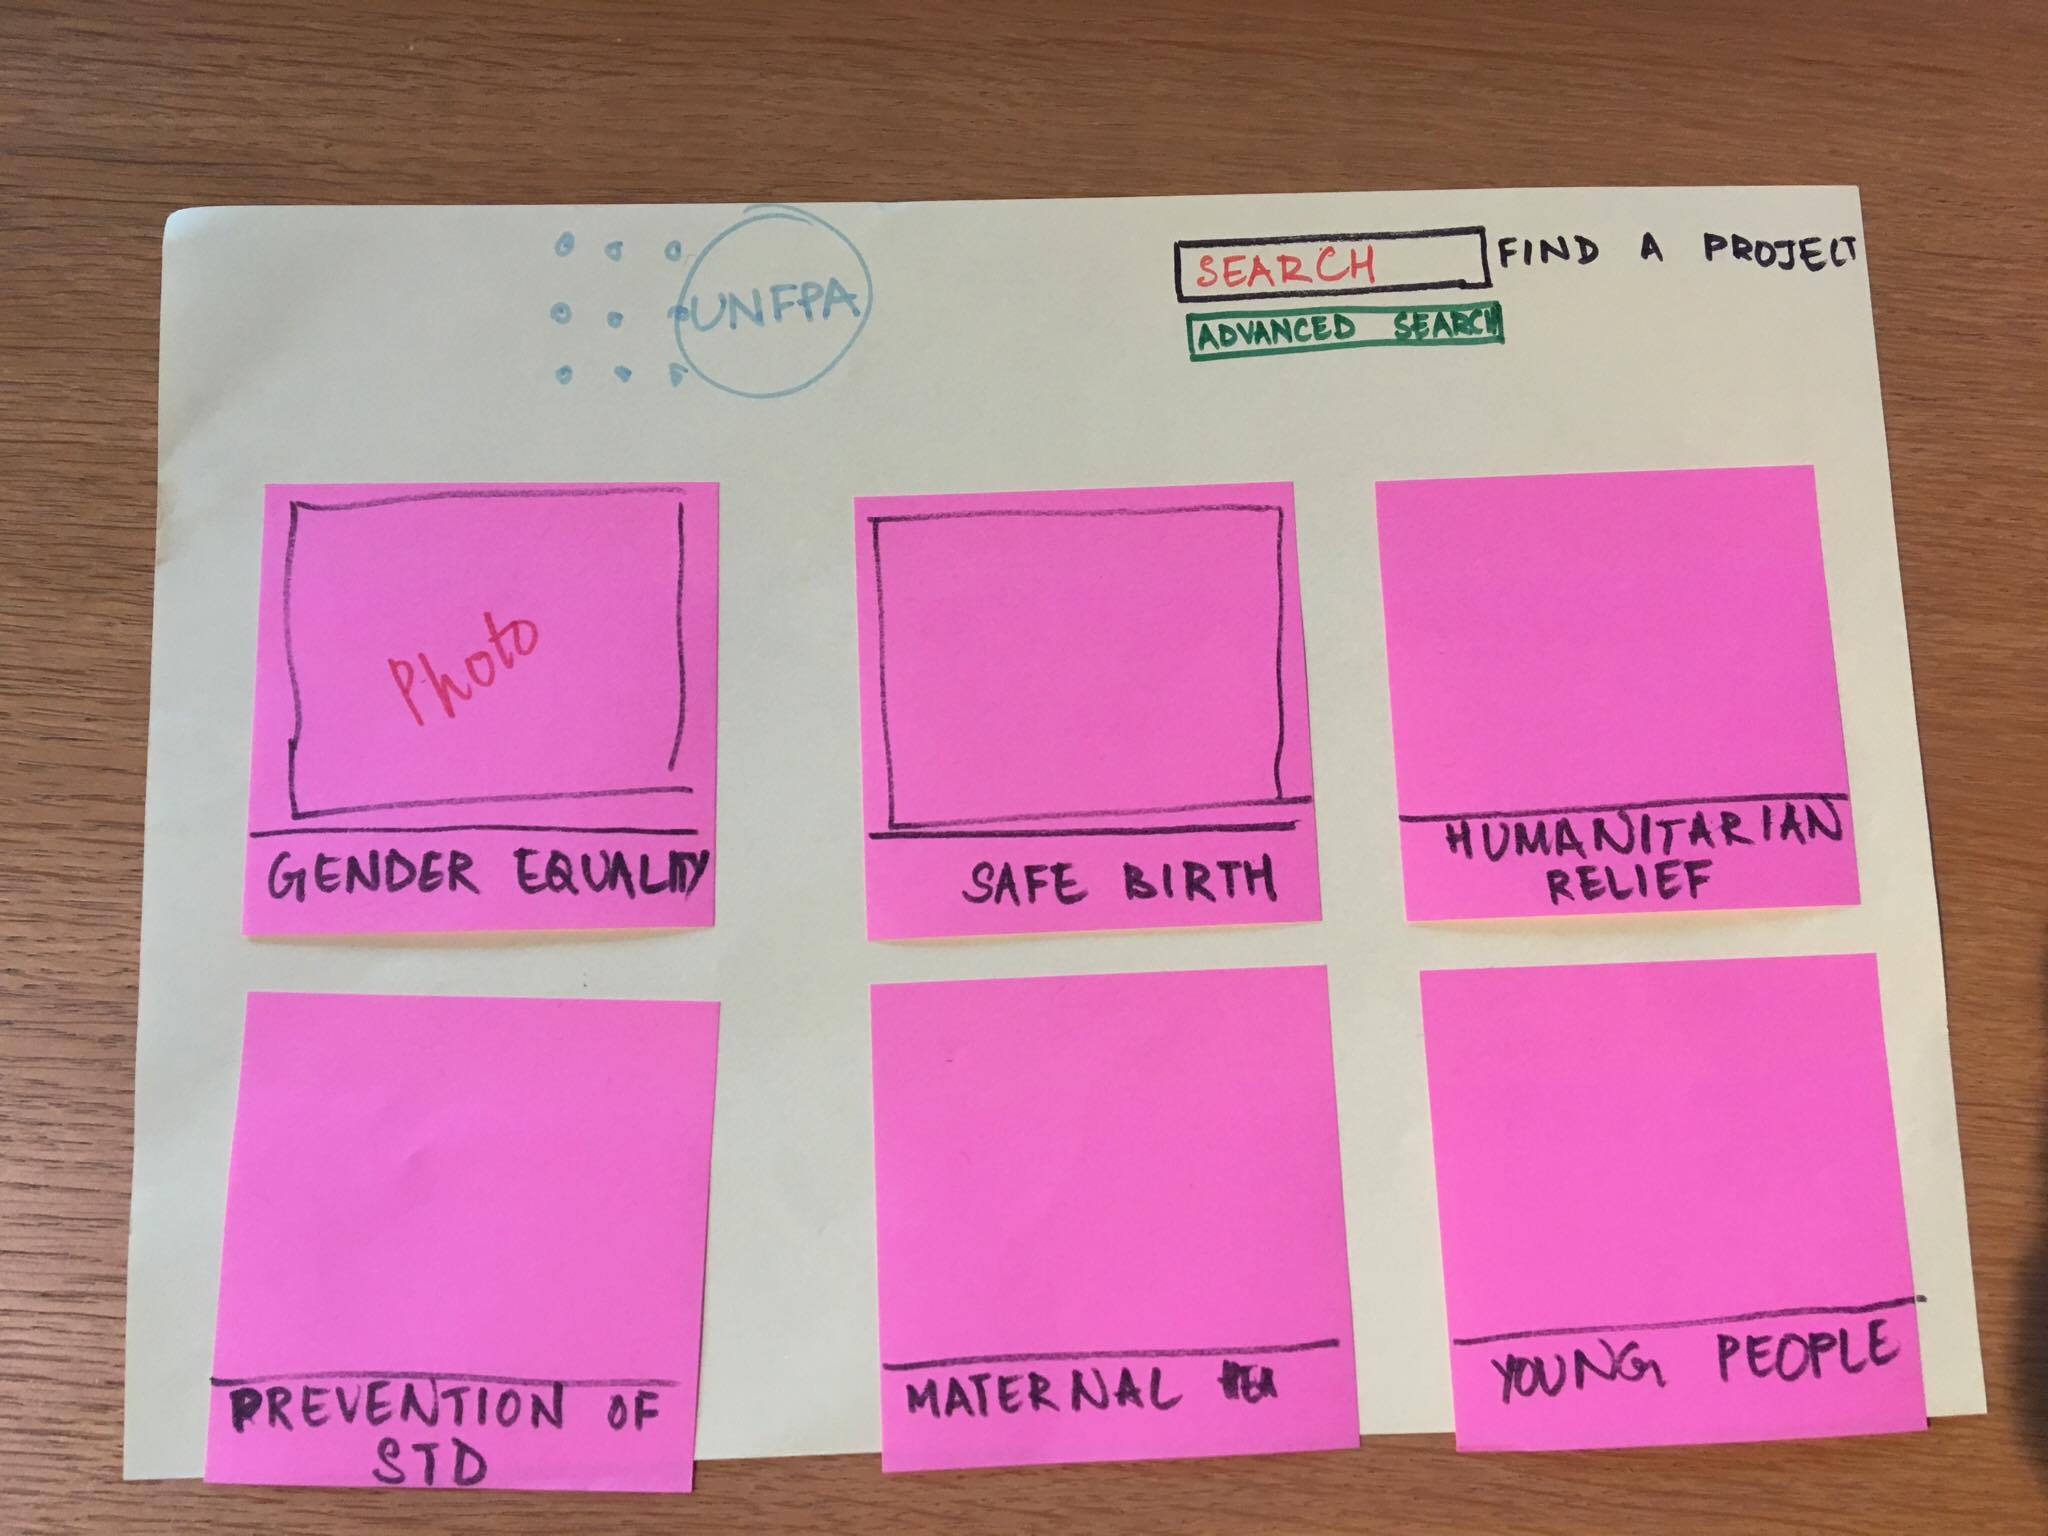 UNFPA
SEARCH FIND A PROJECT
ADVANCED SEARCH
Photo
GENDER EQUALITY
SAFE BIRTH
HUMANITARIAN
RELIEF
PREVENTION OF
STD
MATERNAL
YOUNG PEOPLE